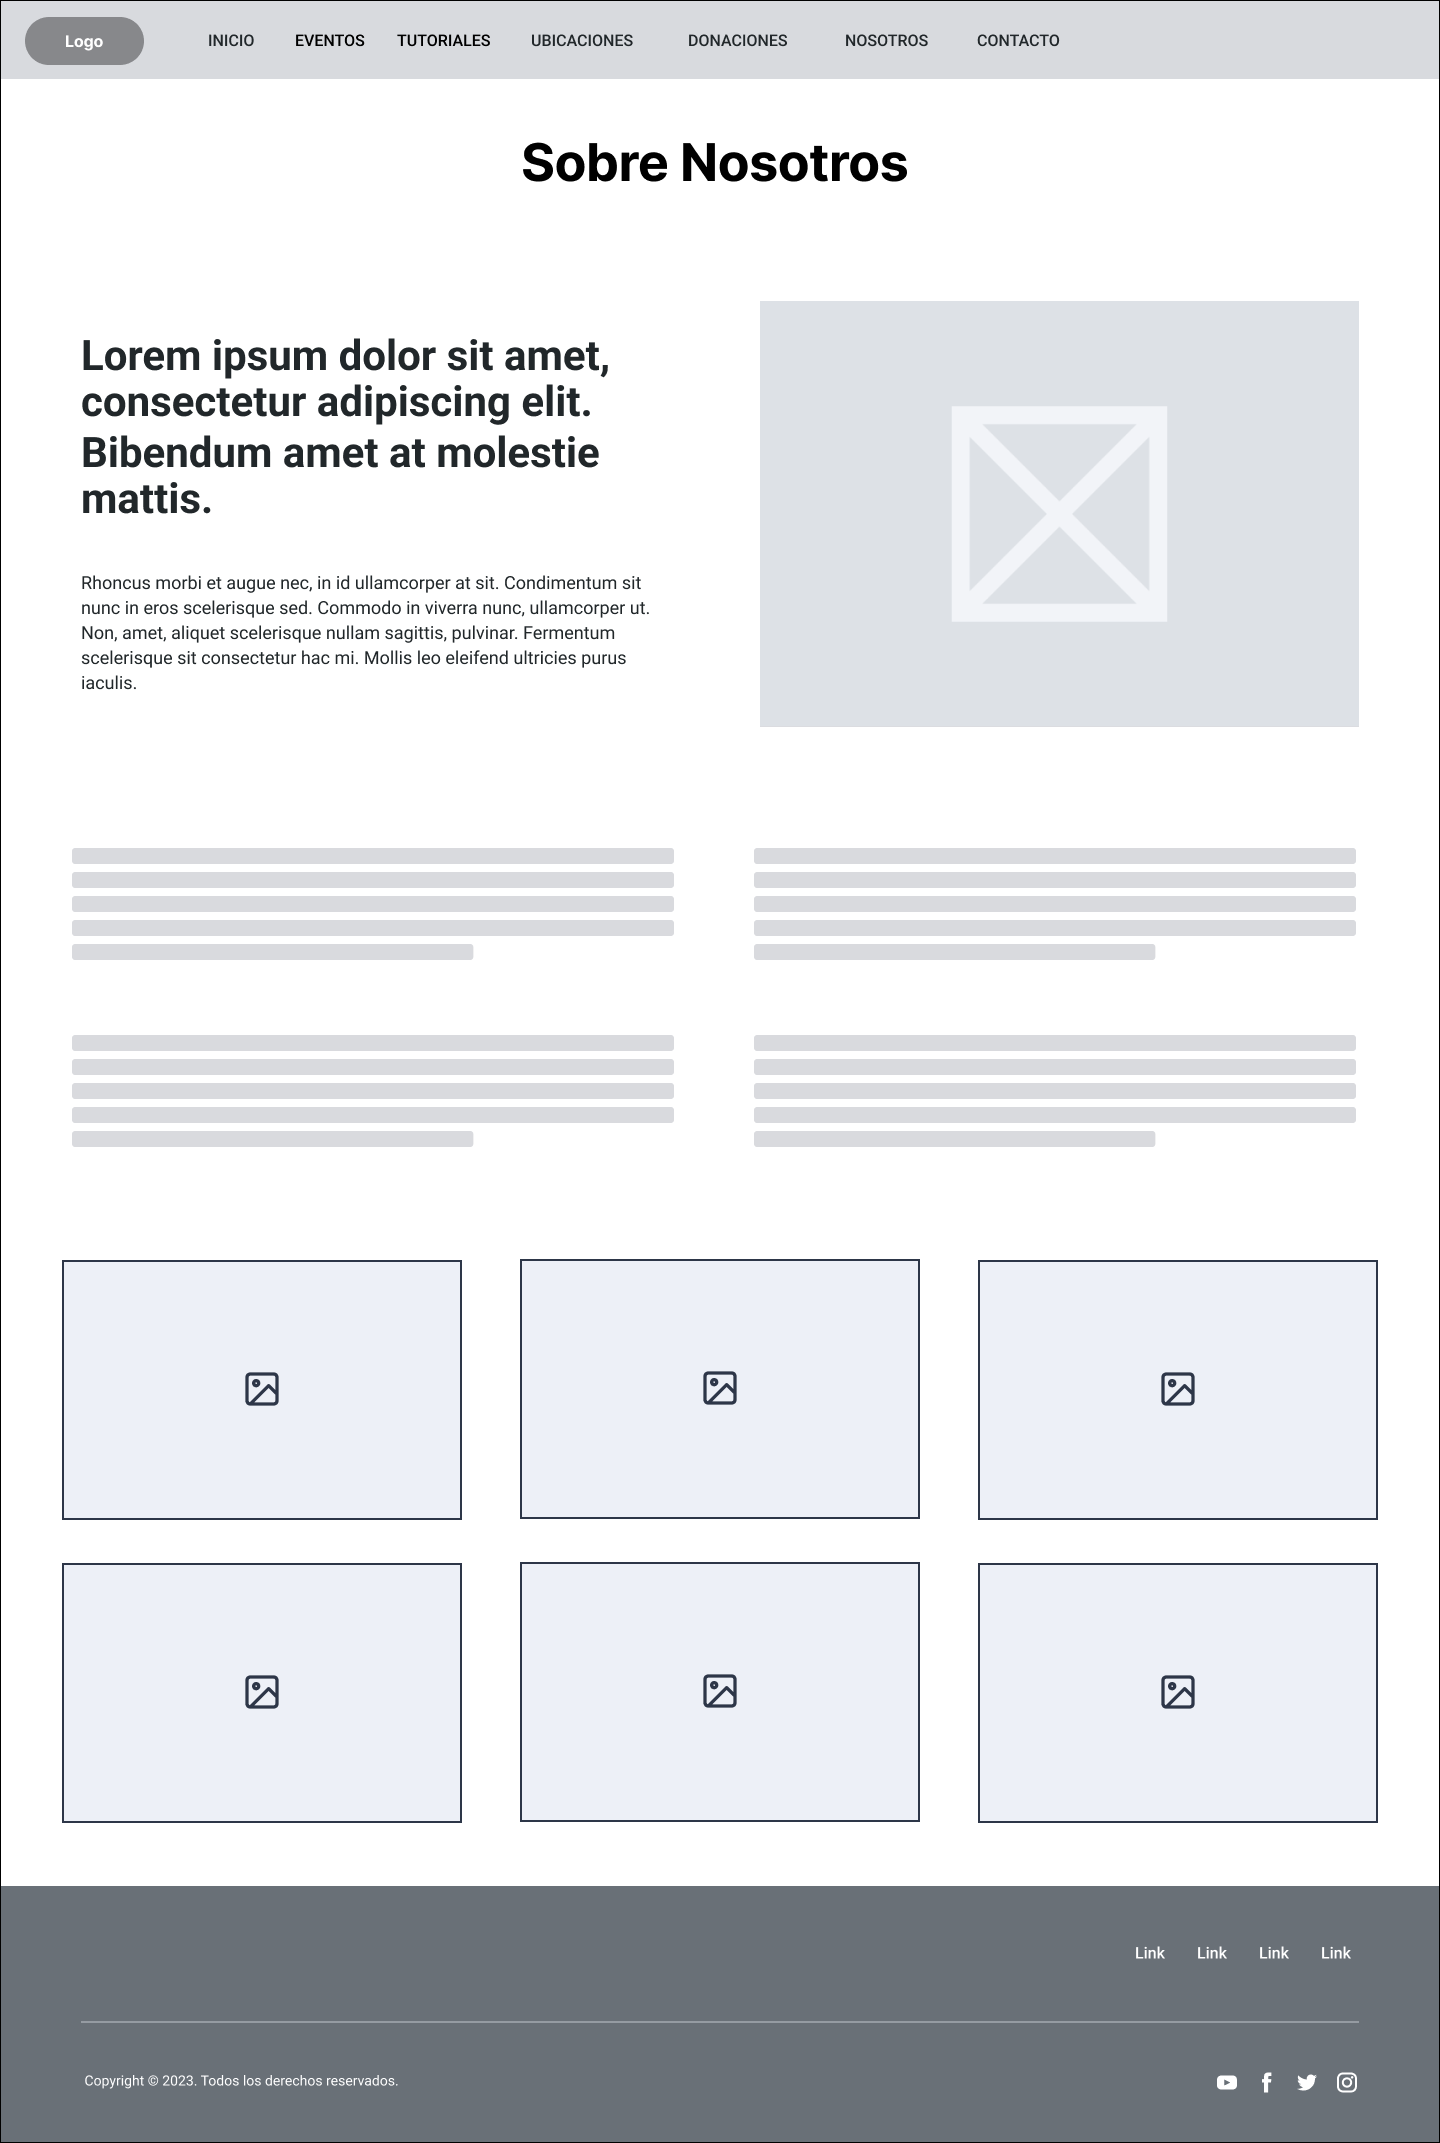 Logo INICIO EVENTOS TUTORIALES UBICACIONES DONACIONES NOSOTROS CONTACTO
Sobre Nosotros
Lorem ipsum dolor sit amet,
consectetur adipiscing elit.
Bibendum amet at molestie
mattis.
Rhoncus morbi et augue nec, in id ullamcorper at sit. Condimentum sit
nunc in eros scelerisque sed. Commodo in viverra nunc, ullamcorper ut.
Non, amet, aliquet scelerisque nullam sagittis, pulvinar. Fermentum
scelerisque sit consectetur hac mi. Mollis leo eleifend ultricies purus
iaculis.
Link Link Link Link
Copyright © 2023. Todos los derechos reservados.